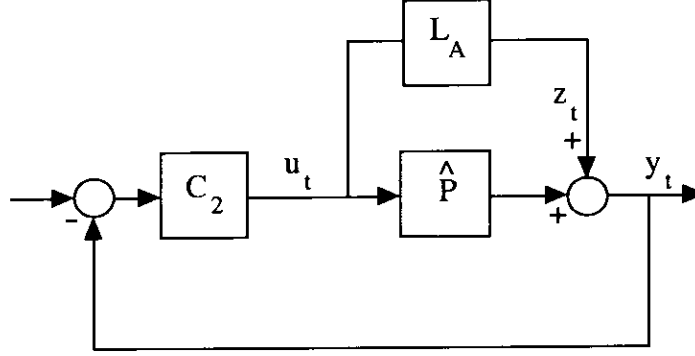 L_A
z_t
+
C_2
u_t
P̂
+
y_t
-